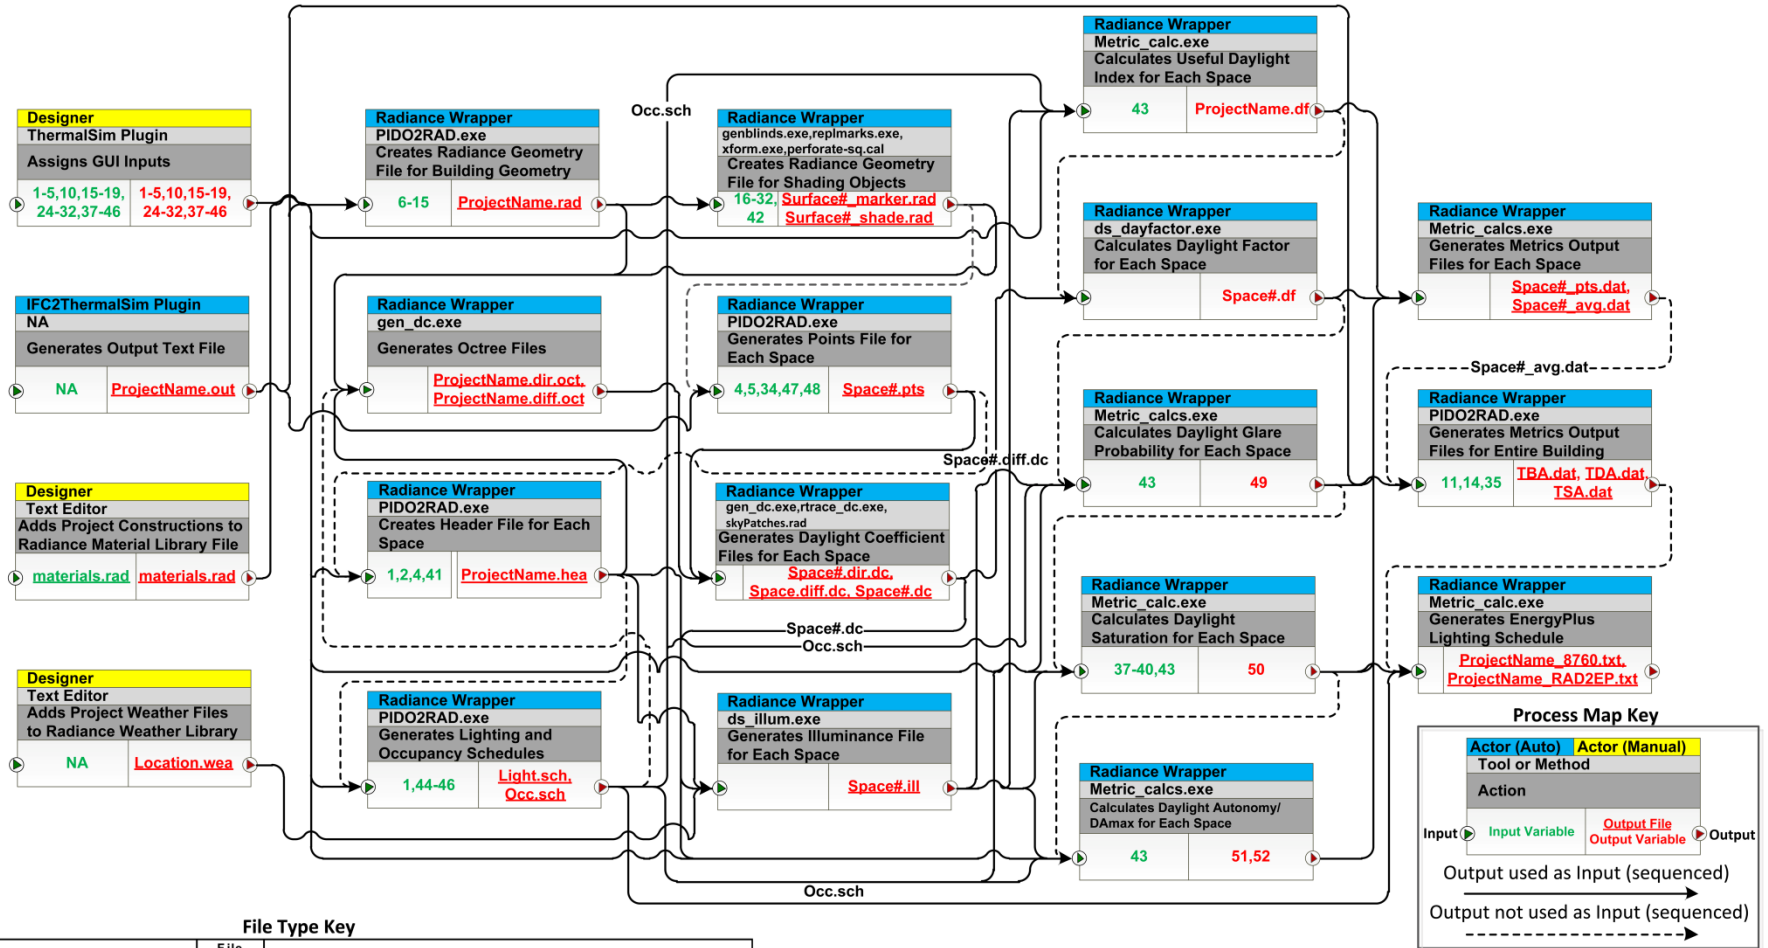 Designer
ThermalSim Plugin
Assigns GUI Inputs
1-5,10,15-19,
24-32,37-46
1-5,10,15-19,
24-32,37-46
IFC2ThermalSim Plugin
NA
Generates Output Text File
NA
ProjectName.out
Designer
Text Editor
Adds Project Constructions to
Radiance Material Library File
materials.rad
materials.rad
Designer
Text Editor
Adds Project Weather Files
to Radiance Weather Library
NA
Location.wea
Radiance Wrapper
PIDO2RAD.exe
Creates Radiance Geometry
File for Building Geometry
6-15
ProjectName.rad
Radiance Wrapper
gen_dc.exe
Generates Octree Files
ProjectName.dir.oct,
ProjectName.diff.oct
Radiance Wrapper
PIDO2RAD.exe
Creates Header File for Each
Space
1,2,4,41
ProjectName.hea
Radiance Wrapper
PIDO2RAD.exe
Generates Lighting and
Occupancy Schedules
1,44-46
Light.sch,
Occ.sch
Occ.sch
Radiance Wrapper
genblinds.exe,replmarks.exe,
xform.exe,perforate-sq.cal
Creates Radiance Geometry
File for Shading Objects
16-32,
42
Surface#_marker.rad
Surface#_shade.rad
Radiance Wrapper
PIDO2RAD.exe
Generates Points File for
Each Space
4,5,34,47,48
Space#.pts
Space#.diff.dc
Radiance Wrapper
gen_dc.exe,rtrace_dc.exe,
skyPatches.rad
Generates Daylight Coefficient
Files for Each Space
Space#.dir.dc,
Space.diff.dc, Space#.dc
Space#.dc
Occ.sch
Radiance Wrapper
ds_illum.exe
Generates Illuminance File
for Each Space
Space#.ill
Occ.sch
Radiance Wrapper
Metric_calc.exe
Calculates Useful Daylight
Index for Each Space
43
ProjectName.df
Radiance Wrapper
ds_dayfactor.exe
Calculates Daylight Factor
for Each Space
Space#.df
Radiance Wrapper
Metric_calcs.exe
Calculates Daylight Glare
Probability for Each Space
43
49
Radiance Wrapper
Metric_calc.exe
Calculates Daylight
Saturation for Each Space
37-40,43
50
Radiance Wrapper
Metric_calcs.exe
Calculates Daylight Autonomy/
DAmax for Each Space
43
51,52
Radiance Wrapper
Metric_calcs.exe
Generates Metrics Output
Files for Each Space
Space#_pts.dat,
Space#_avg.dat
Space#_avg.dat
Radiance Wrapper
PIDO2RAD.exe
Generates Metrics Output
Files for Entire Building
11,14,35
TBA.dat, TDA.dat,
TSA.dat
Radiance Wrapper
Metric_calc.exe
Generates EnergyPlus
Lighting Schedule
ProjectName_8760.txt,
ProjectName_RAD2EP.txt
Process Map Key
Actor (Auto)
Actor (Manual)
Tool or Method
Action
Input
Input Variable
Output File
Output Variable
Output
Output used as Input (sequenced)
Output not used as Input (sequenced)
File Type Key